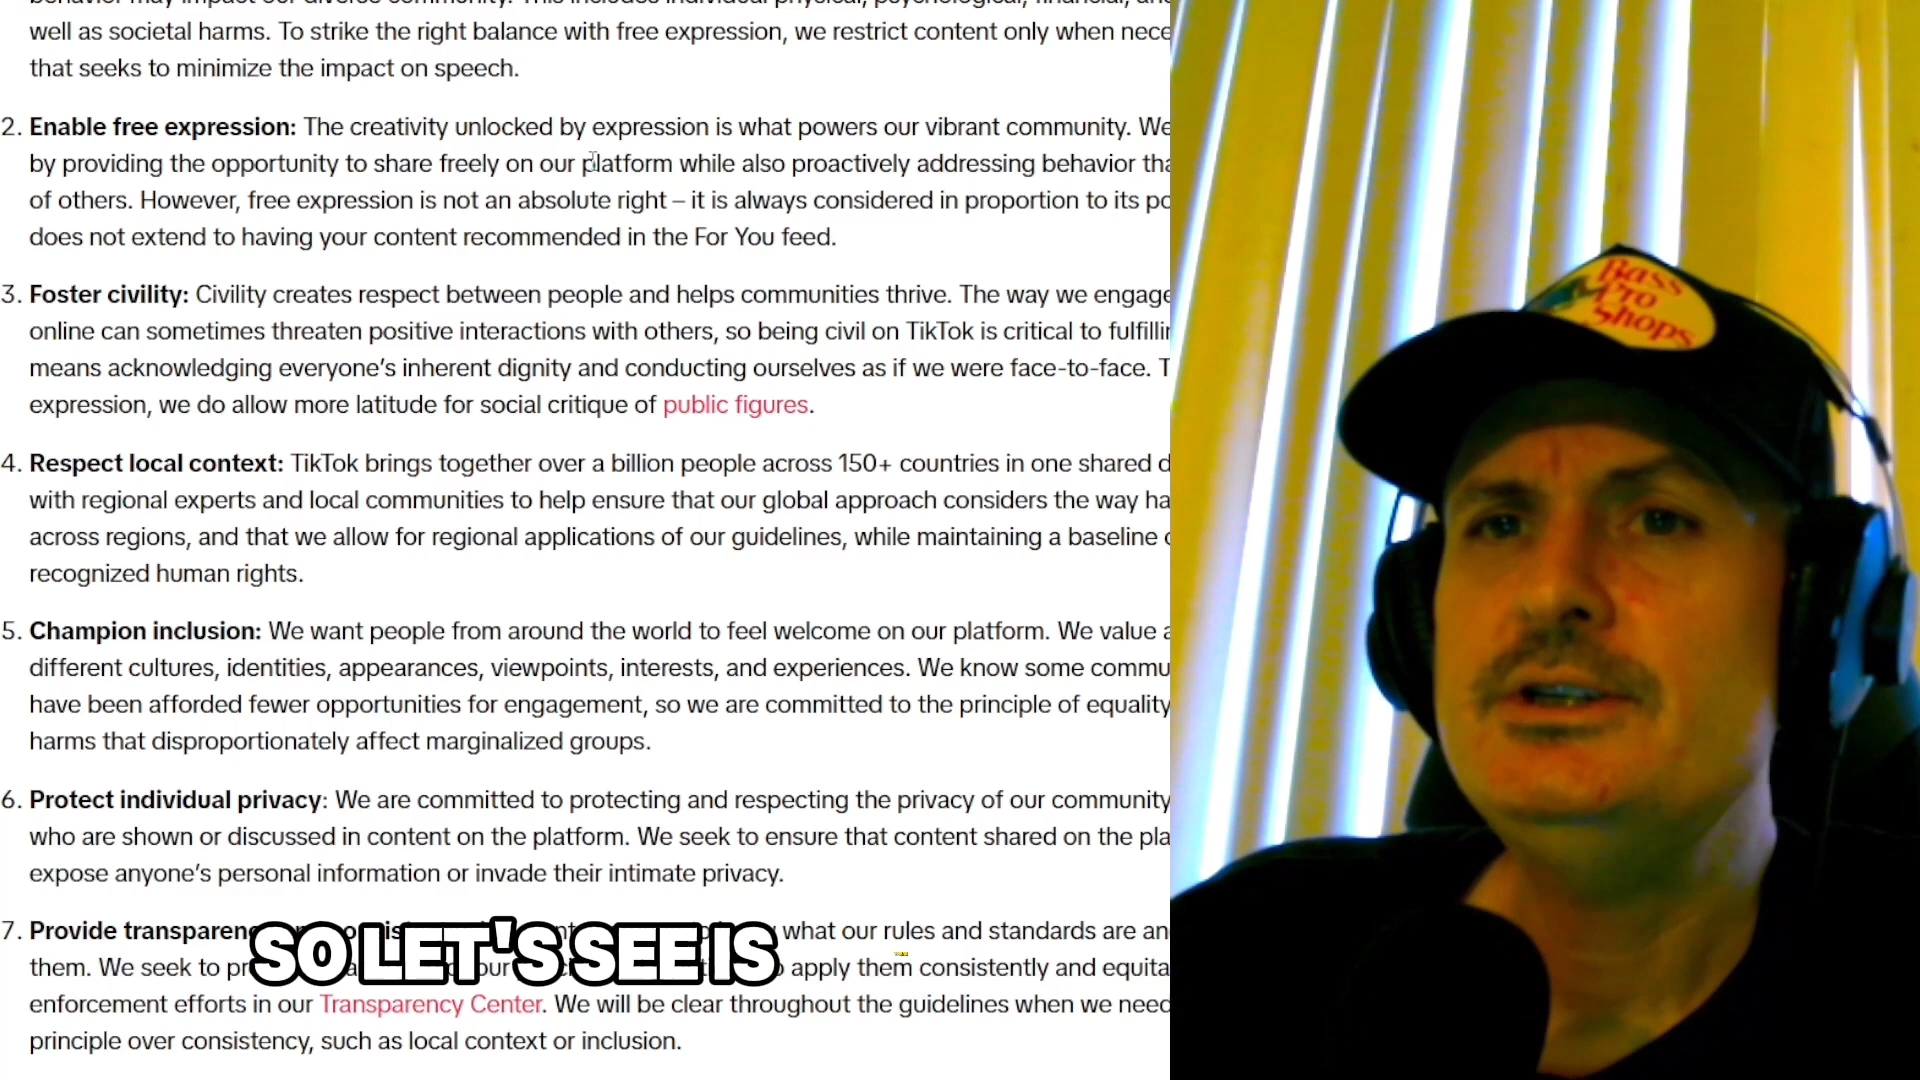 well as societal harms. To strike the right balance with free expression, we restrict content only when nece
that seeks to minimize the impact on speech.
2. Enable free expression: The creativity unlocked by expression is what powers our vibrant community. We
by providing the opportunity to share freely on our platform while also proactively addressing behavior tha
of others. However, free expression is not an absolute right – it is always considered in proportion to its po
does not extend to having your content recommended in the For You feed.
3. Foster civility: Civility creates respect between people and helps communities thrive. The way we engage
online can sometimes threaten positive interactions with others, so being civil on TikTok is critical to fulfillin
means acknowledging everyone's inherent dignity and conducting ourselves as if we were face-to-face. T
expression, we do allow more latitude for social critique of public figures.
4. Respect local context: TikTok brings together over a billion people across 150+ countries in one shared d
with regional experts and local communities to help ensure that our global approach considers the way ha
across regions, and that we allow for regional applications of our guidelines, while maintaining a baseline
recognized human rights.
5. Champion inclusion: We want people from around the world to feel welcome on our platform. We value a
different cultures, identities, appearances, viewpoints, interests, and experiences. We know some commu
have been afforded fewer opportunities for engagement, so we are committed to the principle of equality
harms that disproportionately affect marginalized groups.
6. Protect individual privacy: We are committed to protecting and respecting the privacy of our community
who are shown or discussed in content on the platform. We seek to ensure that content shared on the pla
expose anyone's personal information or invade their intimate privacy.
7. Provide what our rules and standards are an
them. We seek to apply them consistently and equita
enforcement efforts in our Transparency Center. We will be clear throughout the guidelines when we need
principle over consistency, such as local context or inclusion.
SO LET'S SEE IS
Bass
Pro
Shops